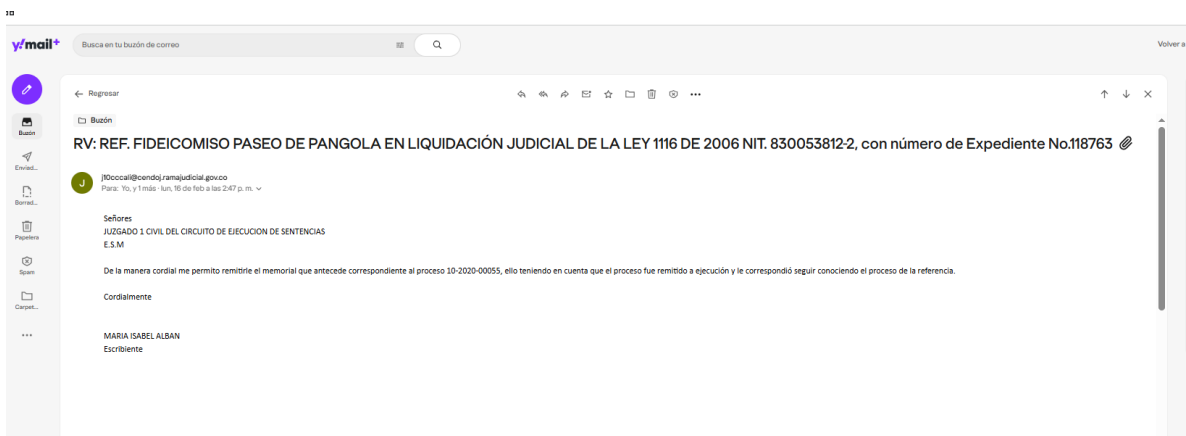 y!mail+
Busca en tu buzón de correo
Volver a
Regresar
Buzón
Buzón
RV: REF. FIDEICOMISO PASEO DE PANGOLA EN LIQUIDACIÓN JUDICIAL DE LA LEY 1116 DE 2006 NIT. 830053812-2, con número de Expediente No.118763
Enviad...
J
j10cccali@cendoj.ramajudicial.gov.co
Para: Yo, y 1 más · lun, 16 de feb a las 2:47 p. m.
Borrad...
Señores
Papelera
JUZGADO 1 CIVIL DEL CIRCUITO DE EJECUCION DE SENTENCIAS
E.S.M
Spam
De la manera cordial me permito remitirle el memorial que antecede correspondiente al proceso 10-2020-00055, ello teniendo en cuenta que el proceso fue remitido a ejecución y le correspondió seguir conociendo el proceso de la referencia.
Cordialmente
Carpet...
MARIA ISABEL ALBAN
Escribiente